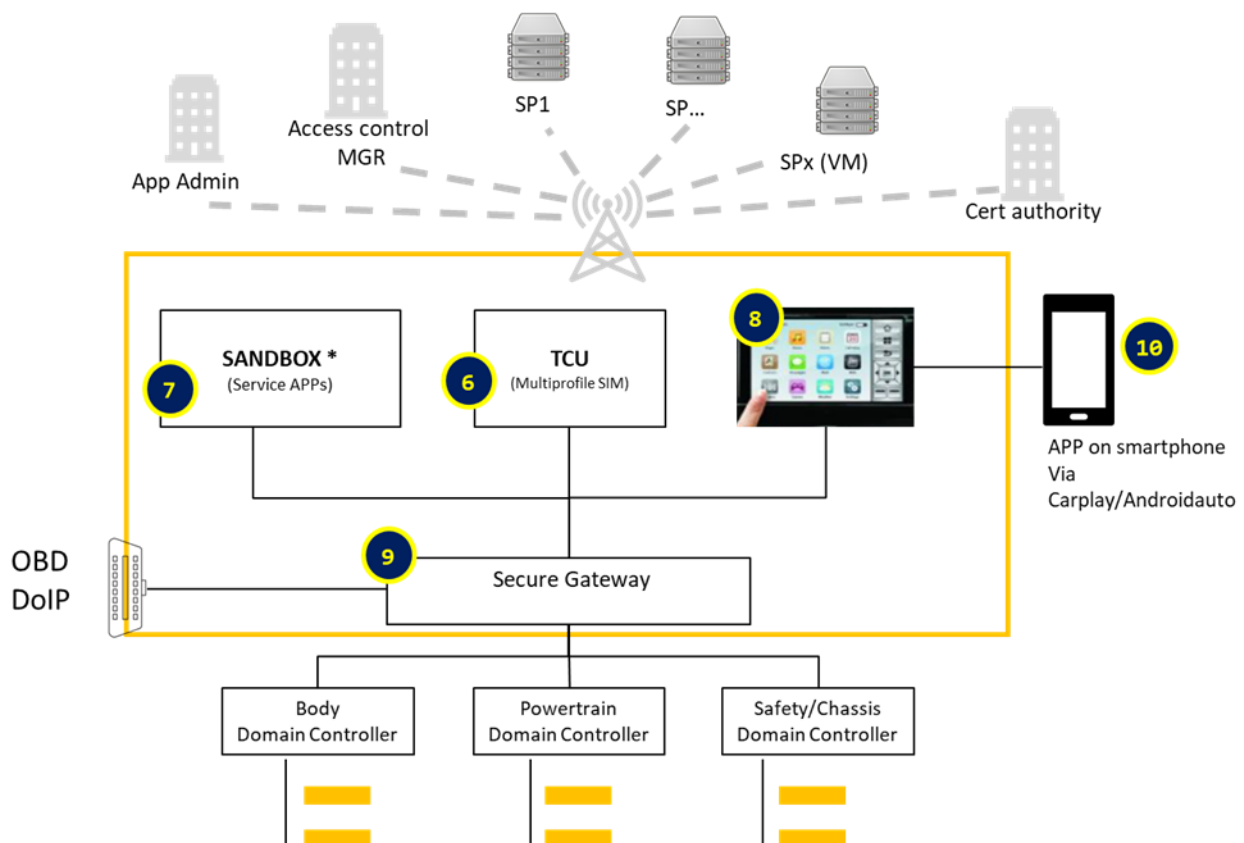 SP1
SP...
Access control
MGR
SPx (VM)
App Admin
Cert authority
8
SANDBOX *
(Service APPs)
7
TCU
(Multiprofile SIM)
6
10
APP on smartphone
Via
Carplay/Androidauto
9
Secure Gateway
OBD
DoIP
Body
Domain Controller
Powertrain
Domain Controller
Safety/Chassis
Domain Controller